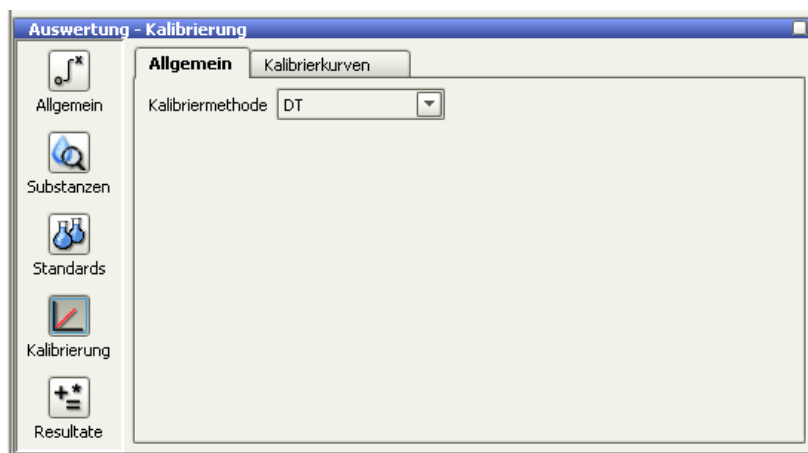 Auswertung - Kalibrierung
Allgemein
Substanzen
Standards
Kalibrierung
Resultate
Allgemein Kalibrierkurven
Kalibriermethode DT